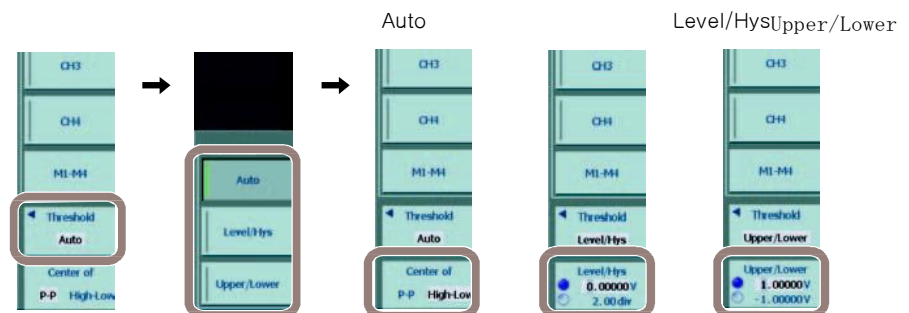 Auto
Level/HysUpper/Lower
CH3
CH4
M1-M4
Threshold
Auto
Center of
P-P High-Low
Auto
Level/Hys
Upper/Lower
CH3
CH4
M1-M4
Threshold
Auto
Center of
P-P High-Low
CH3
CH4
M1-M4
Threshold
Level/Hys
Level/Hys
0.00000V
2.00div
CH3
CH4
M1-M4
Threshold
Upper/Lower
Upper/Lower
1.00000V
-1.00000V